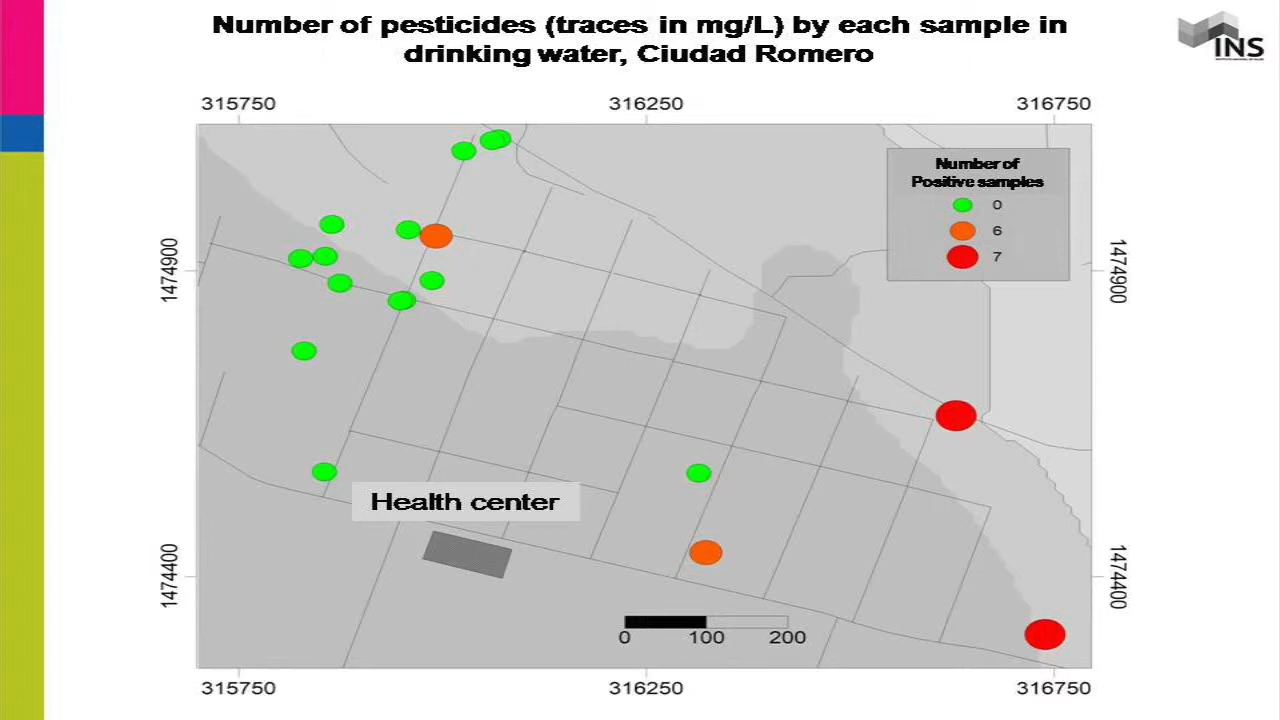 Number of pesticides (traces in mg/L) by each sample in
drinking water, Ciudad Romero
INS
315750
316250
316750
Number of
Positive samples
0
6
7
1474900
1474900
Health center
1474400
1474400
0
100
200
315750
316250
316750